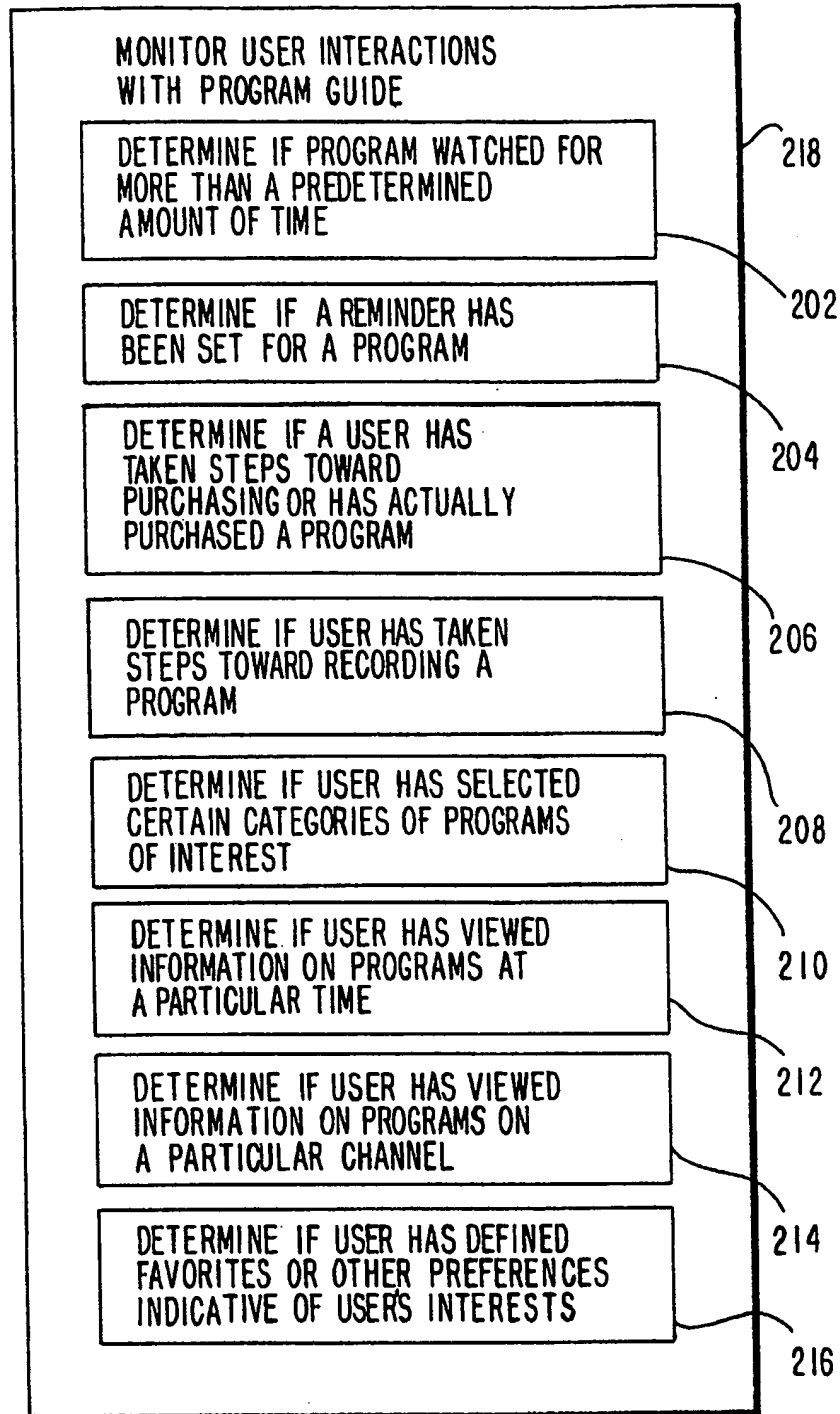 MONITOR USER INTERACTIONS
WITH PROGRAM GUIDE
DETERMINE IF PROGRAM WATCHED FOR
MORE THAN A PREDETERMINED
AMOUNT OF TIME
218
202
DETERMINE IF A REMINDER HAS
BEEN SET FOR A PROGRAM
204
DETERMINE IF A USER HAS
TAKEN STEPS TOWARD
PURCHASING OR HAS ACTUALLY
PURCHASED A PROGRAM
206
DETERMINE IF USER HAS TAKEN
STEPS TOWARD RECORDING A
PROGRAM
208
DETERMINE IF USER HAS SELECTED
CERTAIN CATEGORIES OF PROGRAMS
OF INTEREST
210
DETERMINE IF USER HAS VIEWED
INFORMATION ON PROGRAMS AT
A PARTICULAR TIME
212
DETERMINE IF USER HAS VIEWED
INFORMATION ON PROGRAMS ON
A PARTICULAR CHANNEL
214
DETERMINE IF USER HAS DEFINED
FAVORITES OR OTHER PREFERENCES
INDICATIVE OF USER'S INTERESTS
216